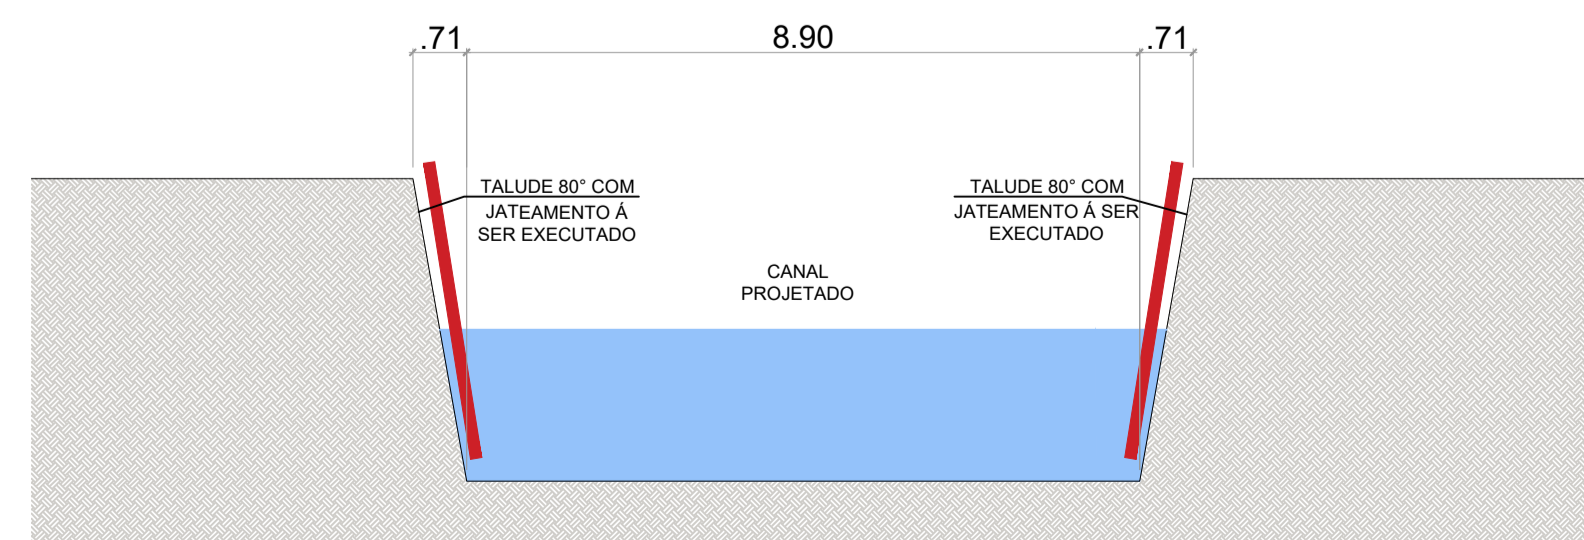 .71
8.90
.71
TALUDE 80° COM
JATEAMENTO Á
SER EXECUTADO
TALUDE 80° COM
JATEAMENTO Á SER
EXECUTADO
CANAL
PROJETADO